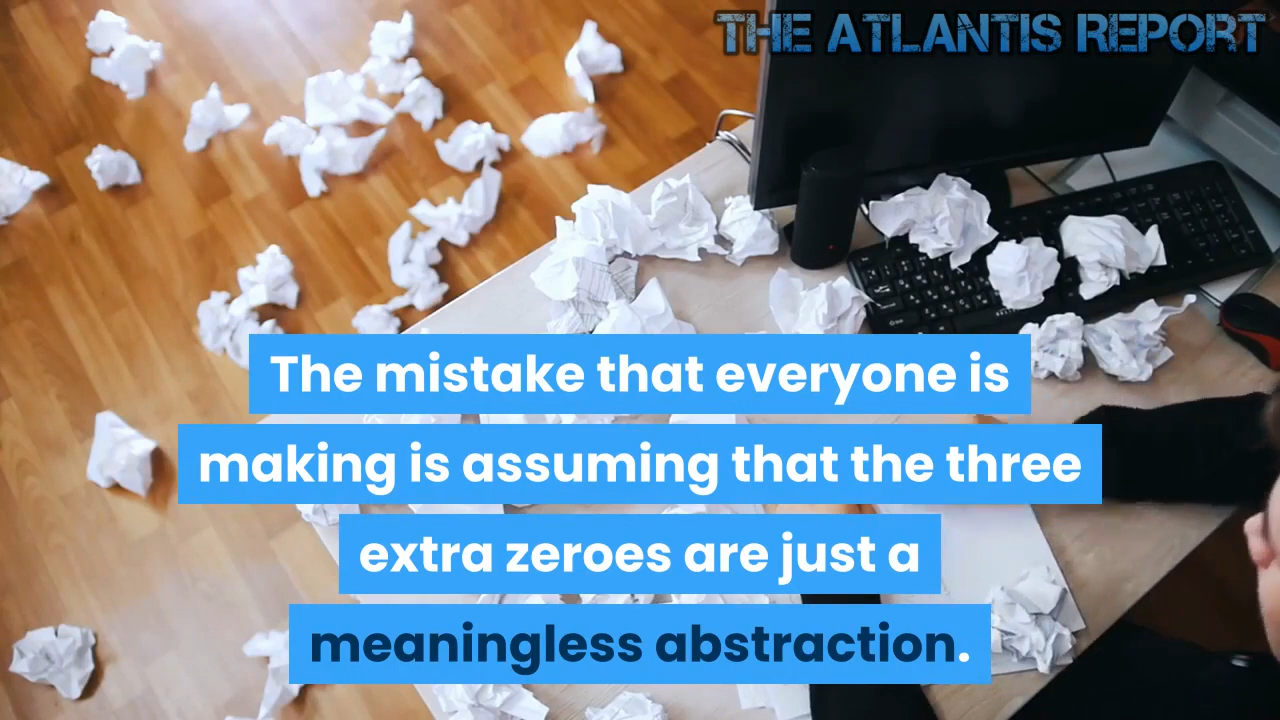 THE ATLANTIS REPORT
The mistake that everyone is
making is assuming that the three
extra zeroes are just a
meaningless abstraction.